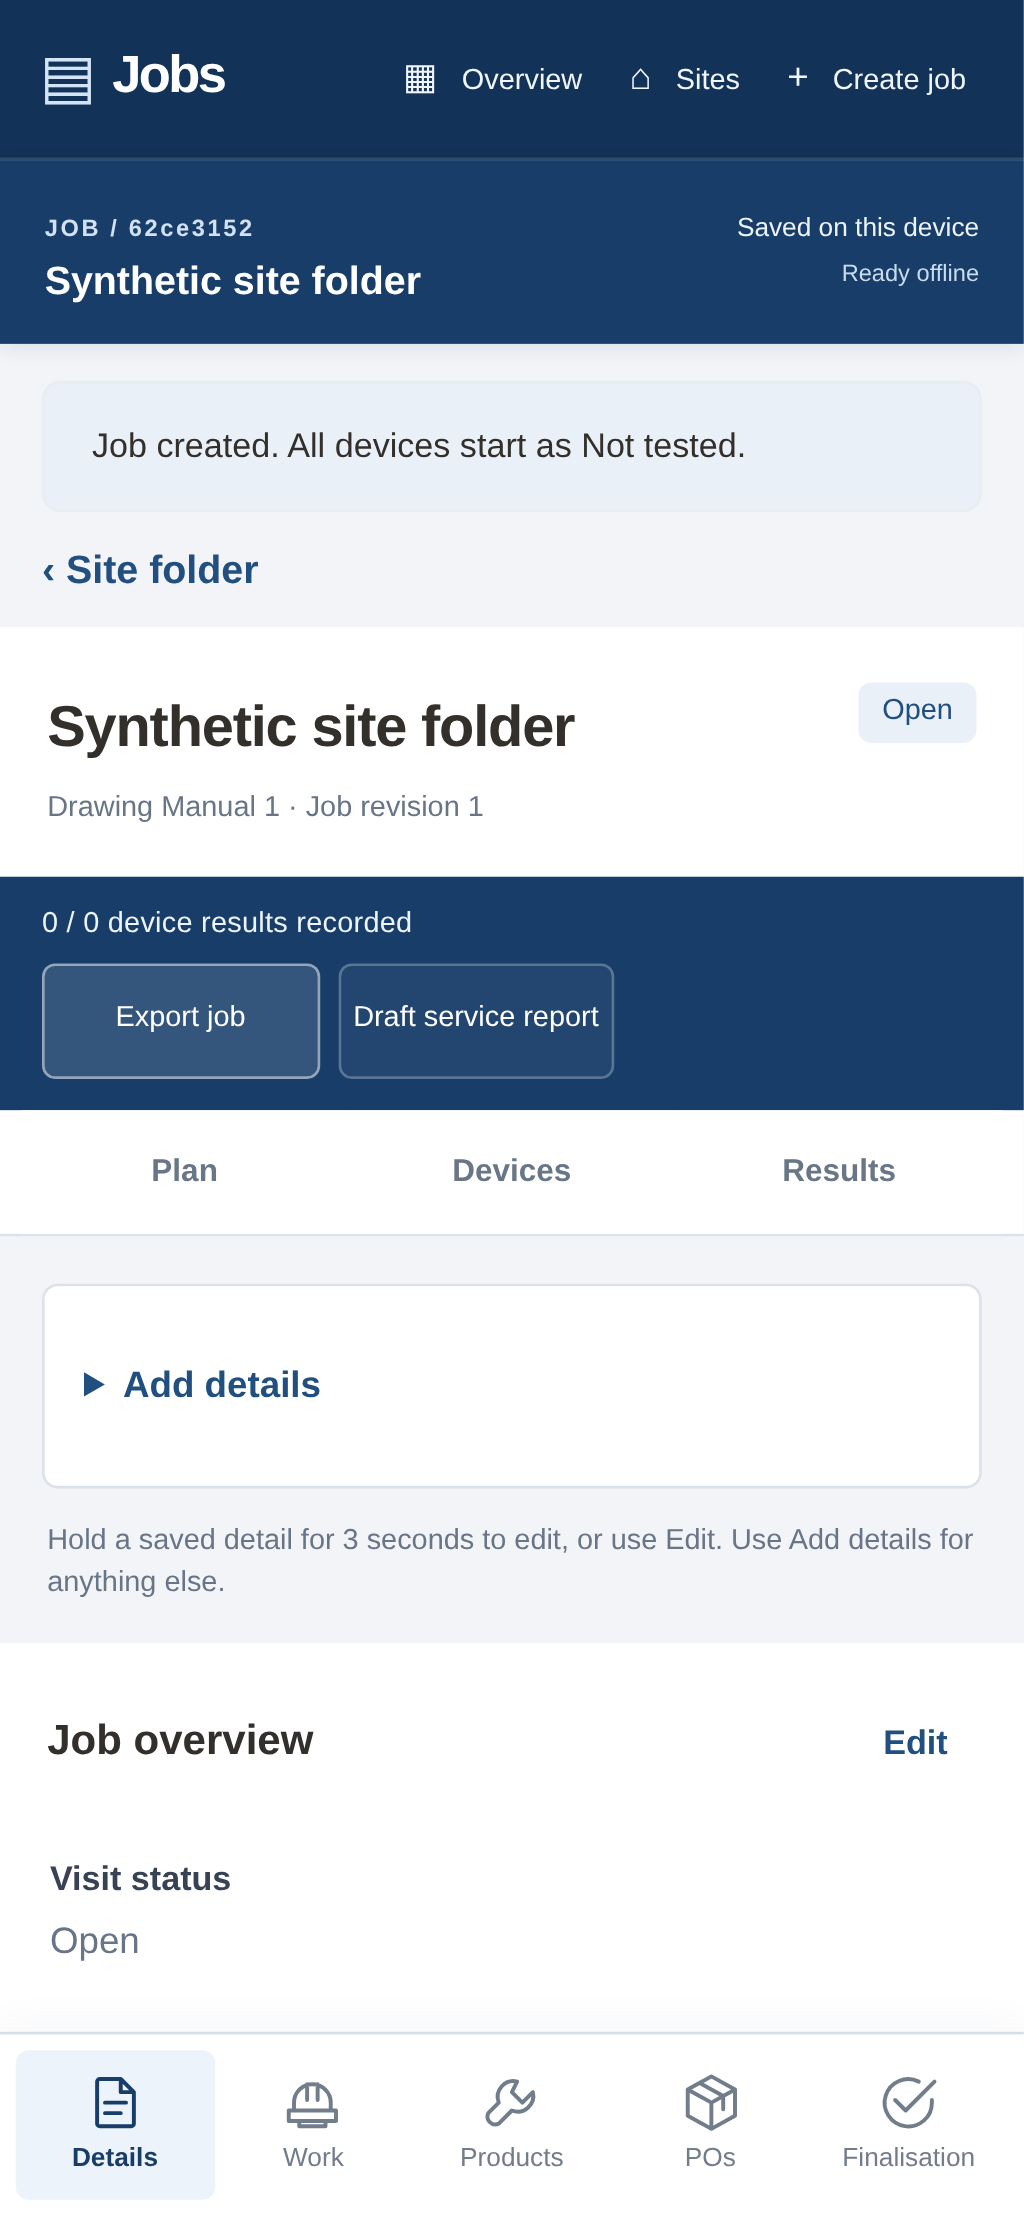 Jobs
Overview
Sites
+ Create job
JOB / 62ce3152
Saved on this device
Synthetic site folder
Ready offline
Job created. All devices start as Not tested.
‹ Site folder
Synthetic site folder
Open
Drawing Manual 1 · Job revision 1
0 / 0 device results recorded
Export job
Draft service report
Plan
Devices
Results
Add details
Hold a saved detail for 3 seconds to edit, or use Edit. Use Add details for
anything else.
Job overview
Edit
Visit status
Open
Details
Work
Products
POs
Finalisation